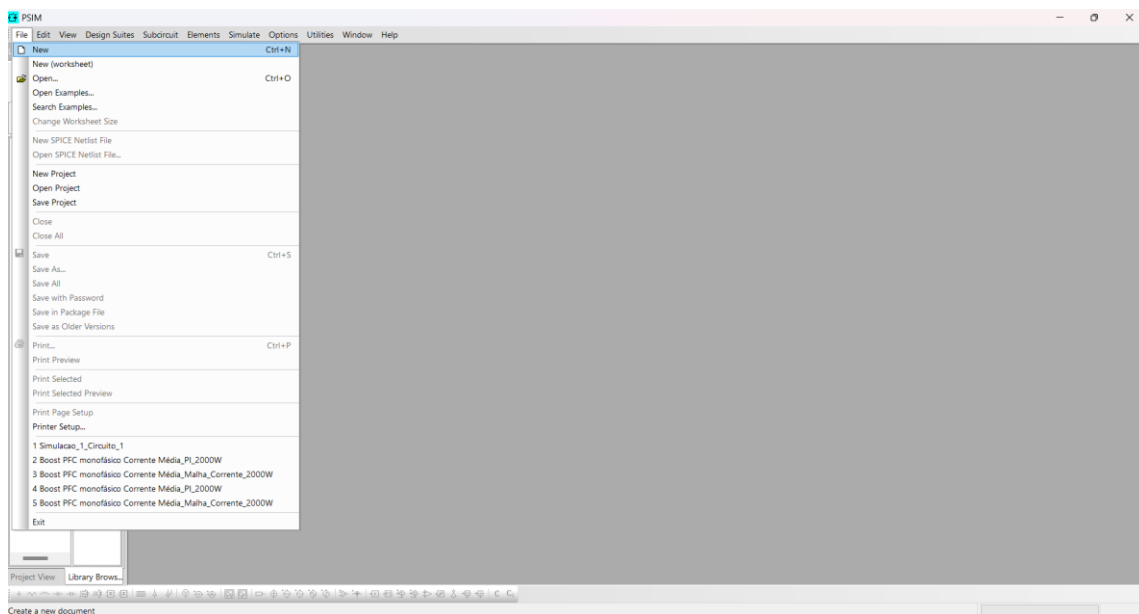 PSIM
File Edit View Design Suites Subcircuit Elements Simulate Options Utilities Window Help
New Ctrl+N
New (worksheet)
Open... Ctrl+O
Open Examples...
Search Examples...
Change Worksheet Size
New SPICE Netlist File
Open SPICE Netlist File...
New Project
Open Project
Save Project
Close
Close All
Save Ctrl+S
Save As...
Save All
Save with Password
Save in Package File
Save as Older Versions
Print... Ctrl+P
Print Preview
Print Selected
Print Selected Preview
Print Page Setup
Printer Setup...
1 Simulacao_1_Circuito_1
2 Boost PFC monofásico Corrente Média_PI_2000W
3 Boost PFC monofásico Corrente Média_Malha_Corrente_2000W
4 Boost PFC monofásico Corrente Média_PI_2000W
5 Boost PFC monofásico Corrente Média_Malha_Corrente_2000W
Exit
Project View Library Brows...
Create a new document